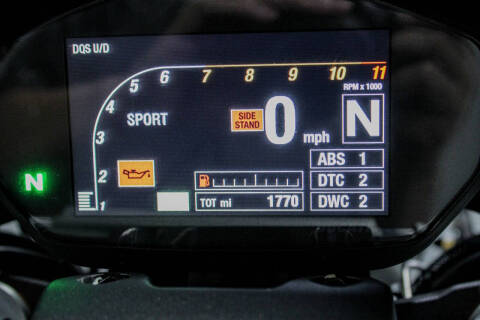 DQS U/D
5 6 7 8 9 10 11
RPM x 1000
4
SPORT
SIDE
STAND
0 mph
N
3
ABS 1
2
DTC 2
N
1
TOT mi 1770
DWC 2